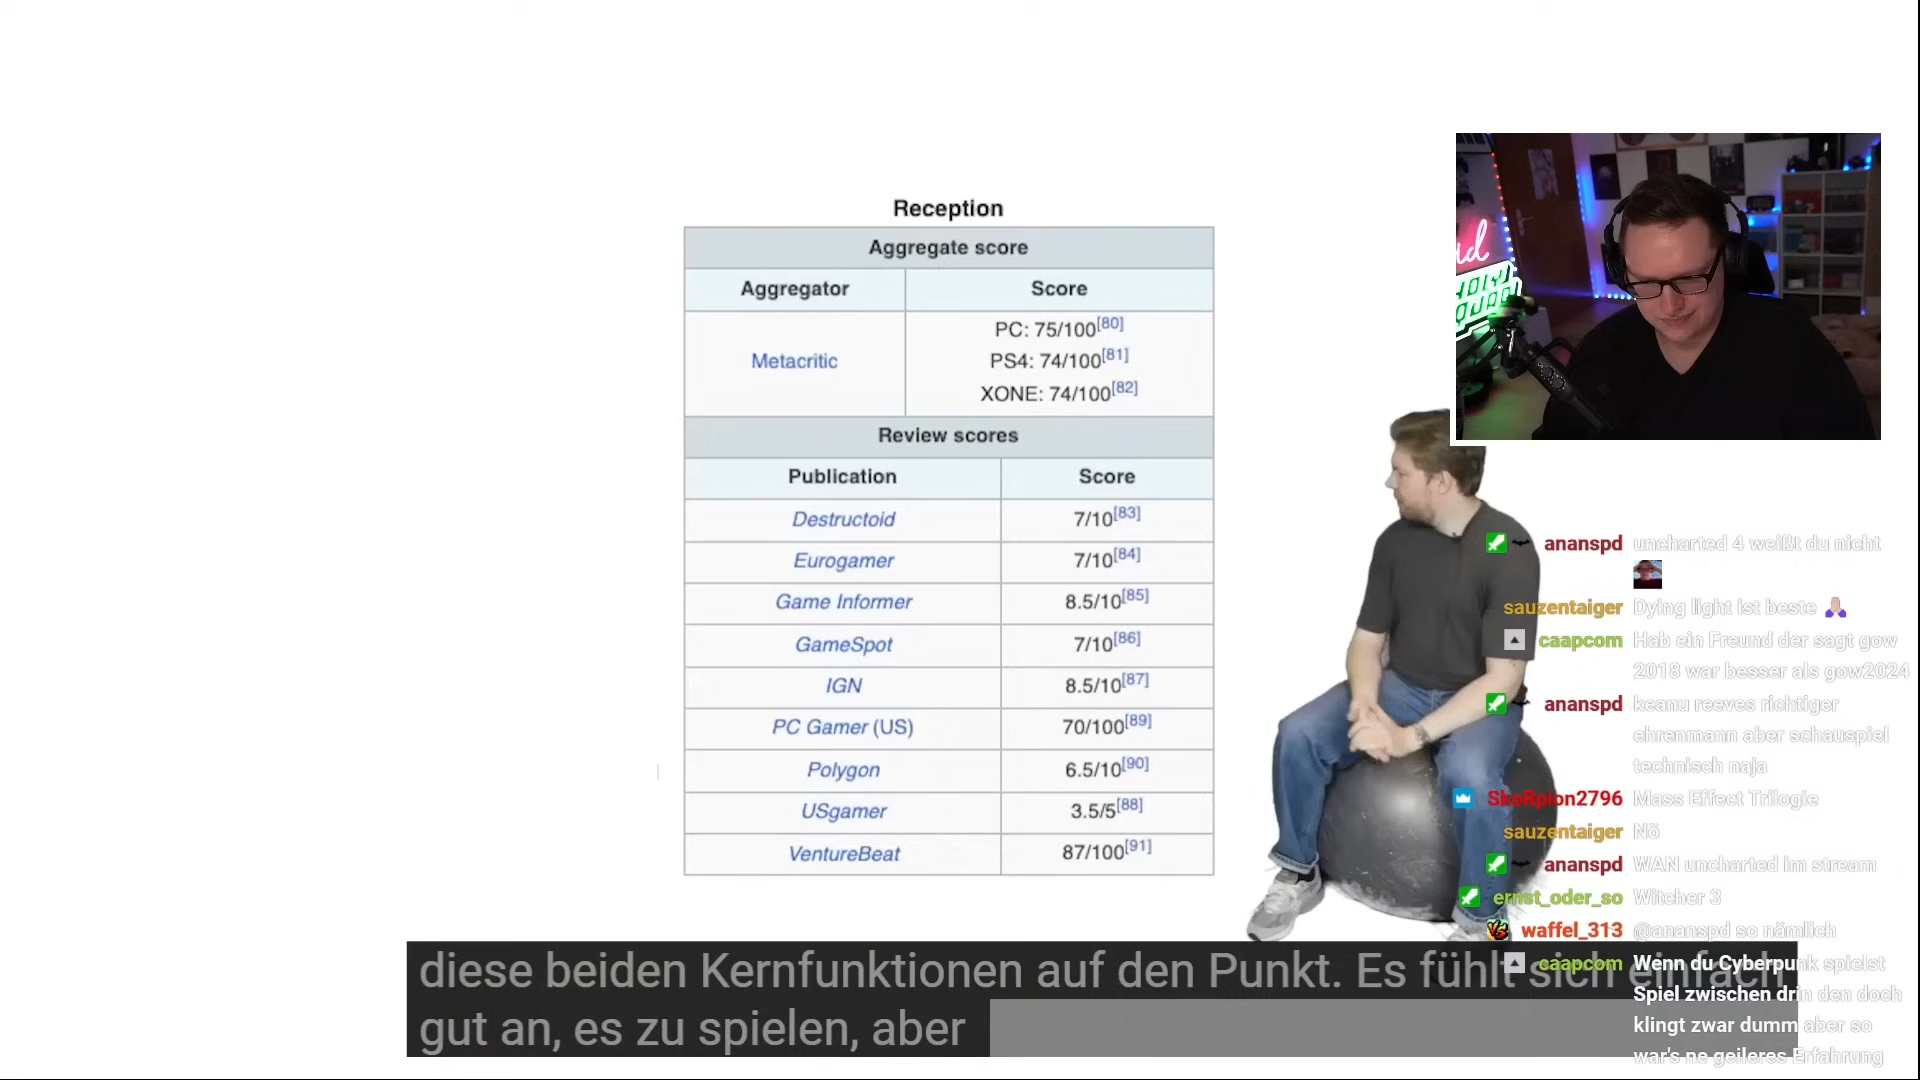 Reception
Aggregate score
Aggregator Score
Metacritic
PC: 75/100[80]
PS4: 74/100[81]
XONE: 74/100[82]
Review scores
Publication Score
Destructoid 7/10[83]
Eurogamer 7/10[84]
Game Informer 8.5/10[85]
GameSpot 7/10[86]
IGN 8.5/10[87]
PC Gamer (US) 70/100[89]
Polygon 6.5/10[90]
USgamer 3.5/5[88]
VentureBeat 87/100[91]
diese beiden Kernfunktionen auf den Punkt. Es fühlt sich einfach
gut an, es zu spielen, aber
ananspd uncharted 4 weißt du nicht
sauzentaiger Dying light ist beste
caapcom Hab ein Freund der sagt gow
2018 war besser als gow2024
ananspd keanu reeves richtiger
ehrenmann aber schauspiel
technisch naja
SkoRpion2796 Mass Effect Trilogie
sauzentaiger Nö
ananspd WAN uncharted im stream
ernst_oder_so Witcher 3
waffel_313 @ananspd so nämlich
caapcom Wenn du Cyberpunk spielst
Spiel zwischen drin den doch
klingt zwar dumm aber so
war's ne geileres Erfahrung